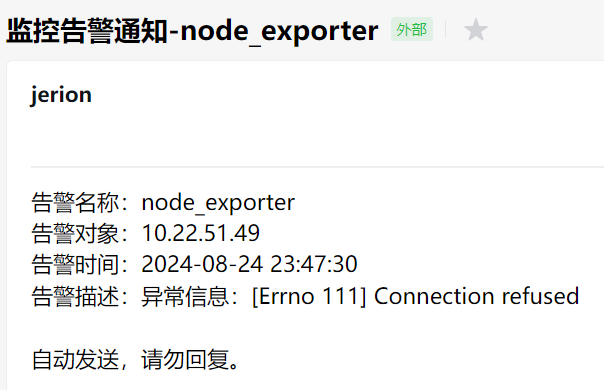 监控告警通知-node_exporter 外部
jerion
告警名称：node_exporter
告警对象：10.22.51.49
告警时间：2024-08-24 23:47:30
告警描述：异常信息：[Errno 111] Connection refused
自动发送，请勿回复。